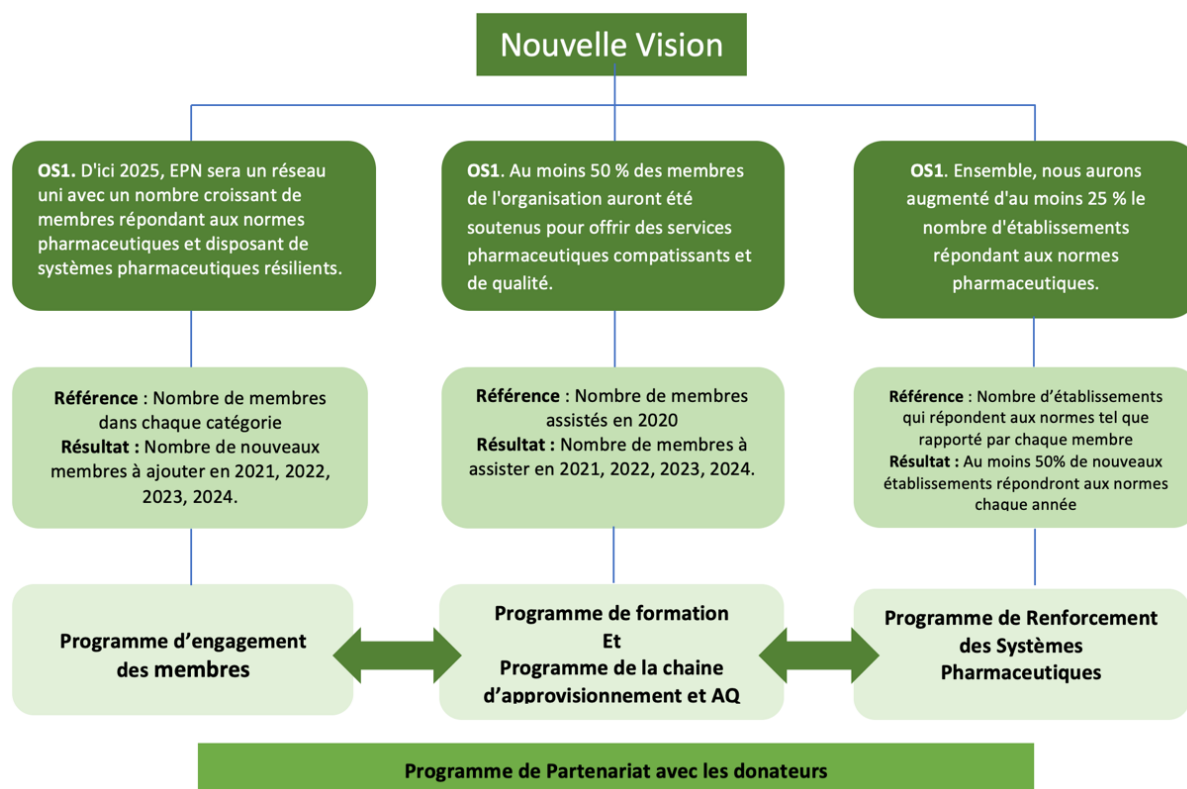 Nouvelle Vision
OS1. D'ici 2025, EPN sera un réseau
uni avec un nombre croissant de
membres répondant aux normes
pharmaceutiques et disposant de
systèmes pharmaceutiques résilients.
OS1. Au moins 50 % des membres
de l'organisation auront été
soutenus pour offrir des services
pharmaceutiques compatissants et
de qualité.
OS1. Ensemble, nous aurons
augmenté d'au moins 25 % le
nombre d'établissements
répondant aux normes
pharmaceutiques.
Référence : Nombre de membres
dans chaque catégorie
Résultat : Nombre de nouveaux
membres à ajouter en 2021, 2022,
2023, 2024.
Référence : Nombre de membres
assistés en 2020
Résultat : Nombre de membres à
assister en 2021, 2022, 2023, 2024.
Référence : Nombre d’établissements
qui répondent aux normes tel que
rapporté par chaque membre
Résultat : Au moins 50% de nouveaux
établissements répondront aux normes
chaque année
Programme d’engagement
des membres
Programme de formation
Et
Programme de la chaine
d’approvisionnement et AQ
Programme de Renforcement
des Systèmes
Pharmaceutiques
Programme de Partenariat avec les donateurs